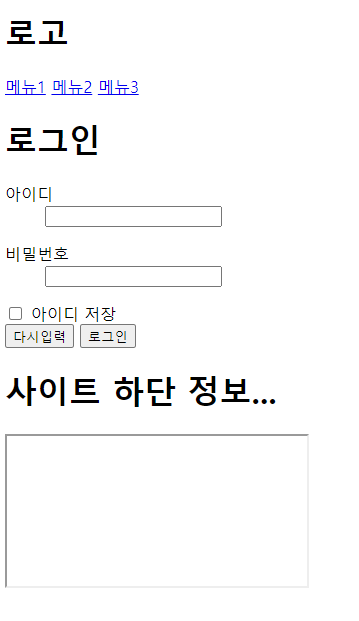 로고
메뉴1 메뉴2 메뉴3
로그인
아이디
비밀번호
아이디 저장
다시입력 로그인
사이트 하단 정보...